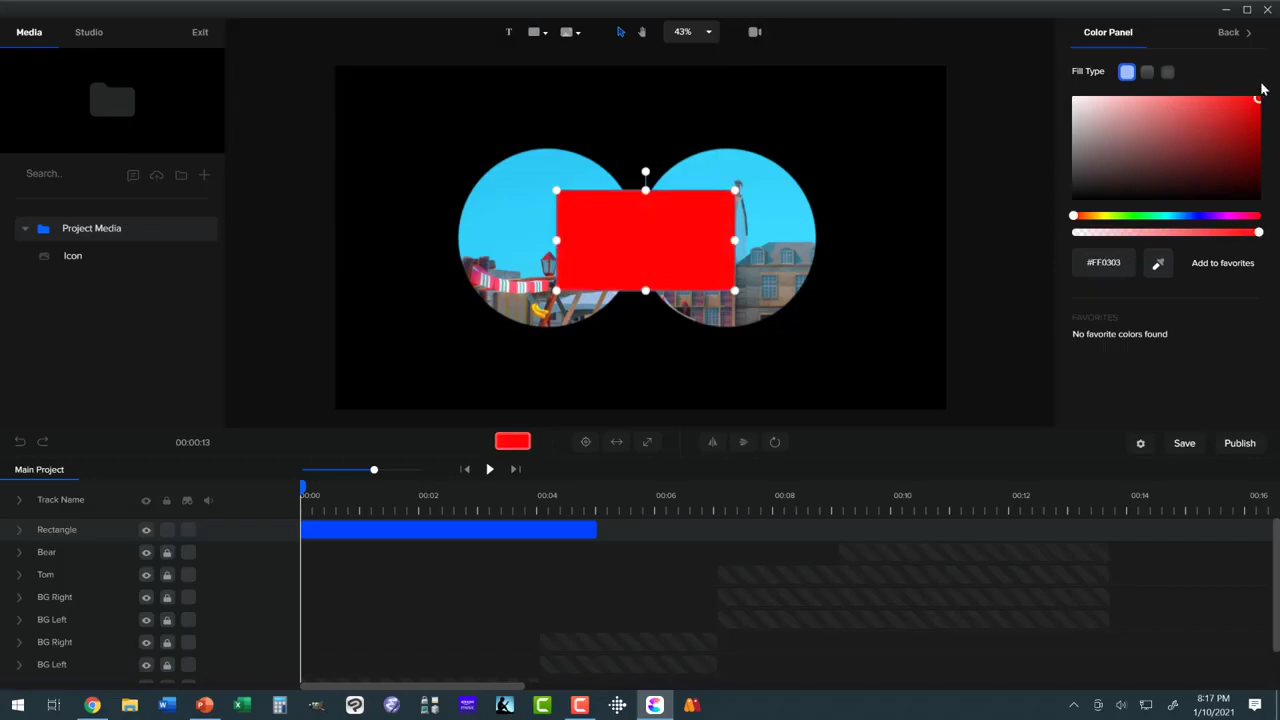 Media
Studio
Exit
T
43%
Color Panel
Back
Fill Type
Search..
Project Media
Icon
#FF0303
Add to favorites
FAVORITES
No favorite colors found
00:00:13
Save
Publish
Main Project
Track Name
00:00
00:02
00:04
00:06
00:08
00:10
00:12
00:14
00:16
Rectangle
Bear
Tom
BG Right
BG Left
BG Right
BG Left
8:17 PM
1/10/2021